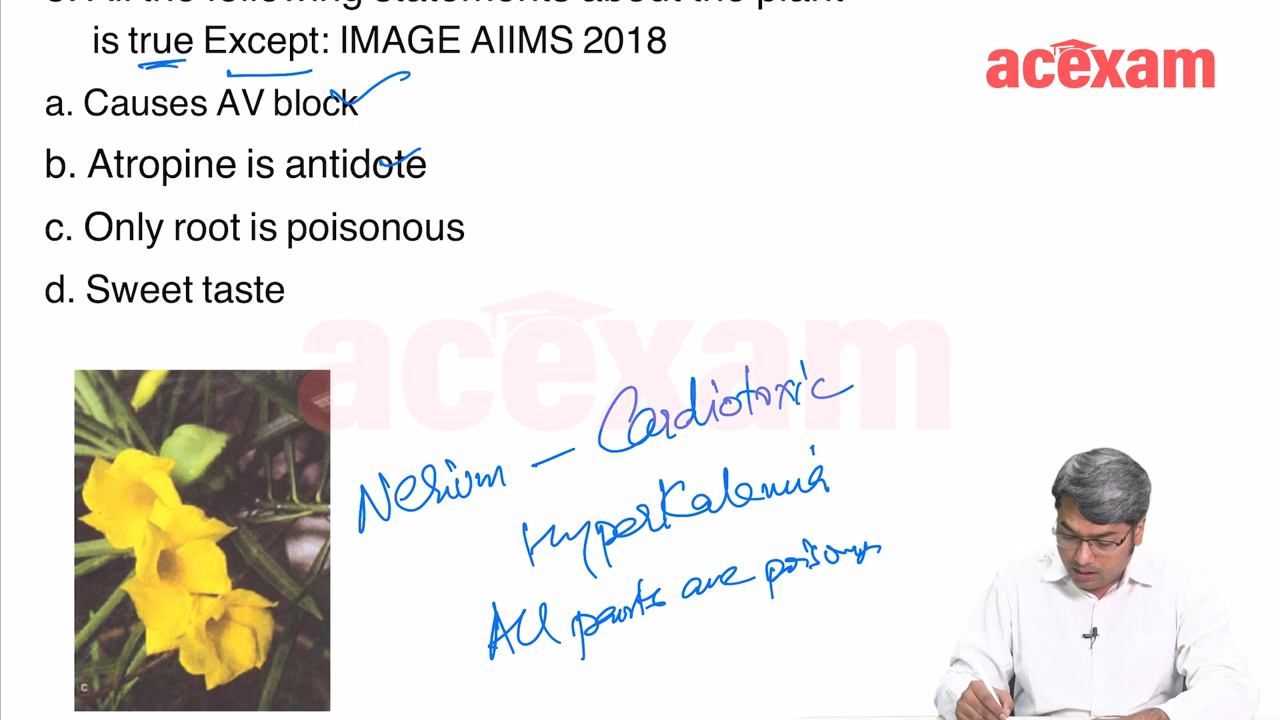 is true Except: IMAGE AIIMS 2018
acexam
a. Causes AV block
b. Atropine is antidote
c. Only root is poisonous
d. Sweet taste
acexam
Nerium - Cardiotoxic
Hyperkalemia
All parts are poisonous
c